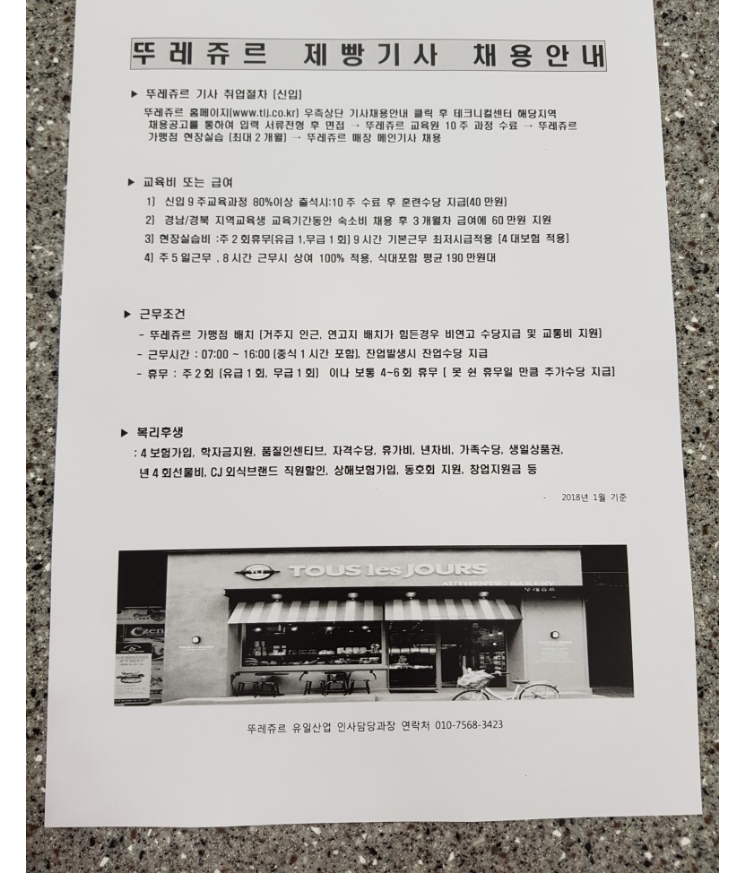 뚜레쥬르 제빵기사 채용안내
▶ 뚜레쥬르 기사 취업절차 (신입)
뚜레쥬르 홈페이지(www.tlj.co.kr) 우측상단 기사채용안내 클릭 후 테크니컬센터 해당지역
채용공고를 통하여 입력 서류전형 후 면접 → 뚜레쥬르 교육원 10주 과정 수료 → 뚜레쥬르
가맹점 현장실습 (최대 2개월) → 뚜레쥬르 매장 메인기사 채용
▶ 교육비 또는 급여
1) 신입 9주교육과정 80%이상 출석시:10주 수료 후 훈련수당 지급(40만원)
2) 경남/경북 지역교육생 교육기간동안 숙소비 채용 후 3개월차 급여에 60만원 지원
3) 현장실습비 :주2회휴무(유급1,무급1회) 9시간 기본근무 최저시급적용 (4대보험 적용)
4) 주5일근무 , 8시간 근무시 상여 100% 적용, 식대포함 평균 190만원대
▶ 근무조건
- 뚜레쥬르 가맹점 배치 (거주지 인근, 연고지 배치가 힘든경우 비연고 수당지급 및 교통비 지원)
- 근무시간 : 07:00 ~ 16:00 (중식 1시간 포함), 잔업발생시 잔업수당 지급
- 휴무 : 주2회 (유급1회, 무급1회) 이나 보통 4~6회 휴무 ( 못 쉰 휴무일 만큼 추가수당 지급)
▶ 복리후생
: 4보험가입, 학자금지원, 품질인센티브, 자격수당, 휴가비, 년차비, 가족수당, 생일상품권,
년 4회선물비, CJ 외식브랜드 직원할인, 상해보험가입, 동호회 지원, 창업지원금 등
- 2018년 1월 기준
TLJ TOUS les JOURS
AUTHENTIC BAKERY
뚜레쥬르
뚜레쥬르 유일산업 인사담당과장 연락처 010-7568-3423